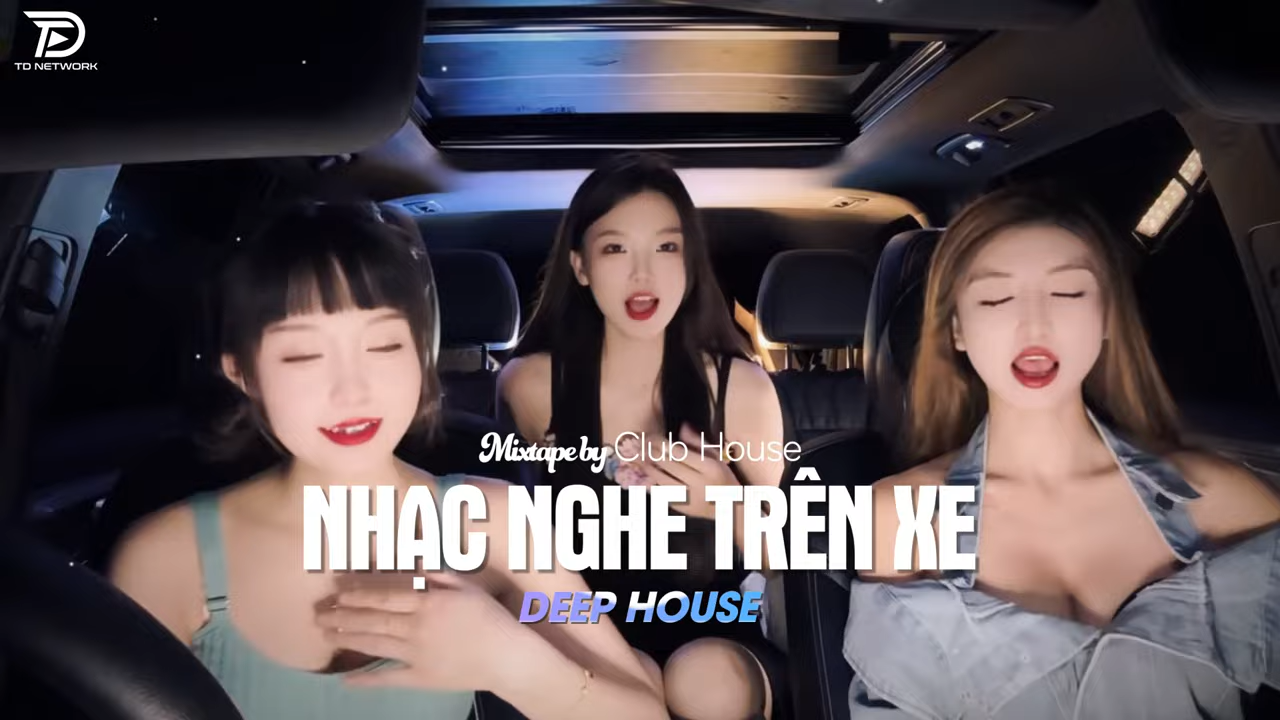 TD NETWORK
Mixtape by Club House
NHẠC NGHE TRÊN XE
DEEP HOUSE